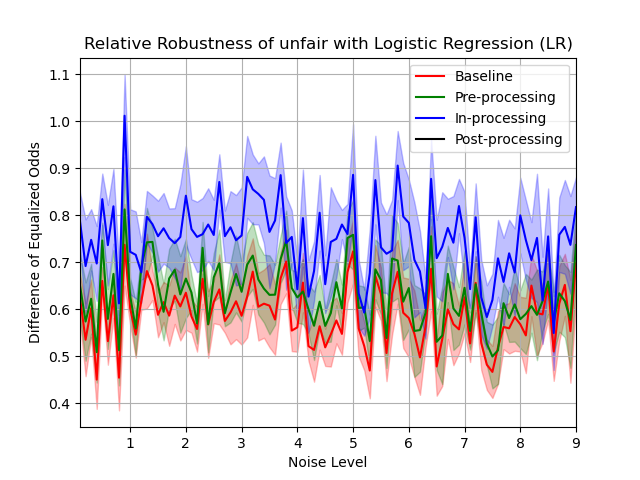 Relative Robustness of unfair with Logistic Regression (LR)
Difference of Equalized Odds
1.1
1.0
0.9
0.8
0.7
0.6
0.5
0.4
Baseline
Pre-processing
In-processing
Post-processing
1 2 3 4 5 6 7 8 9
Noise Level